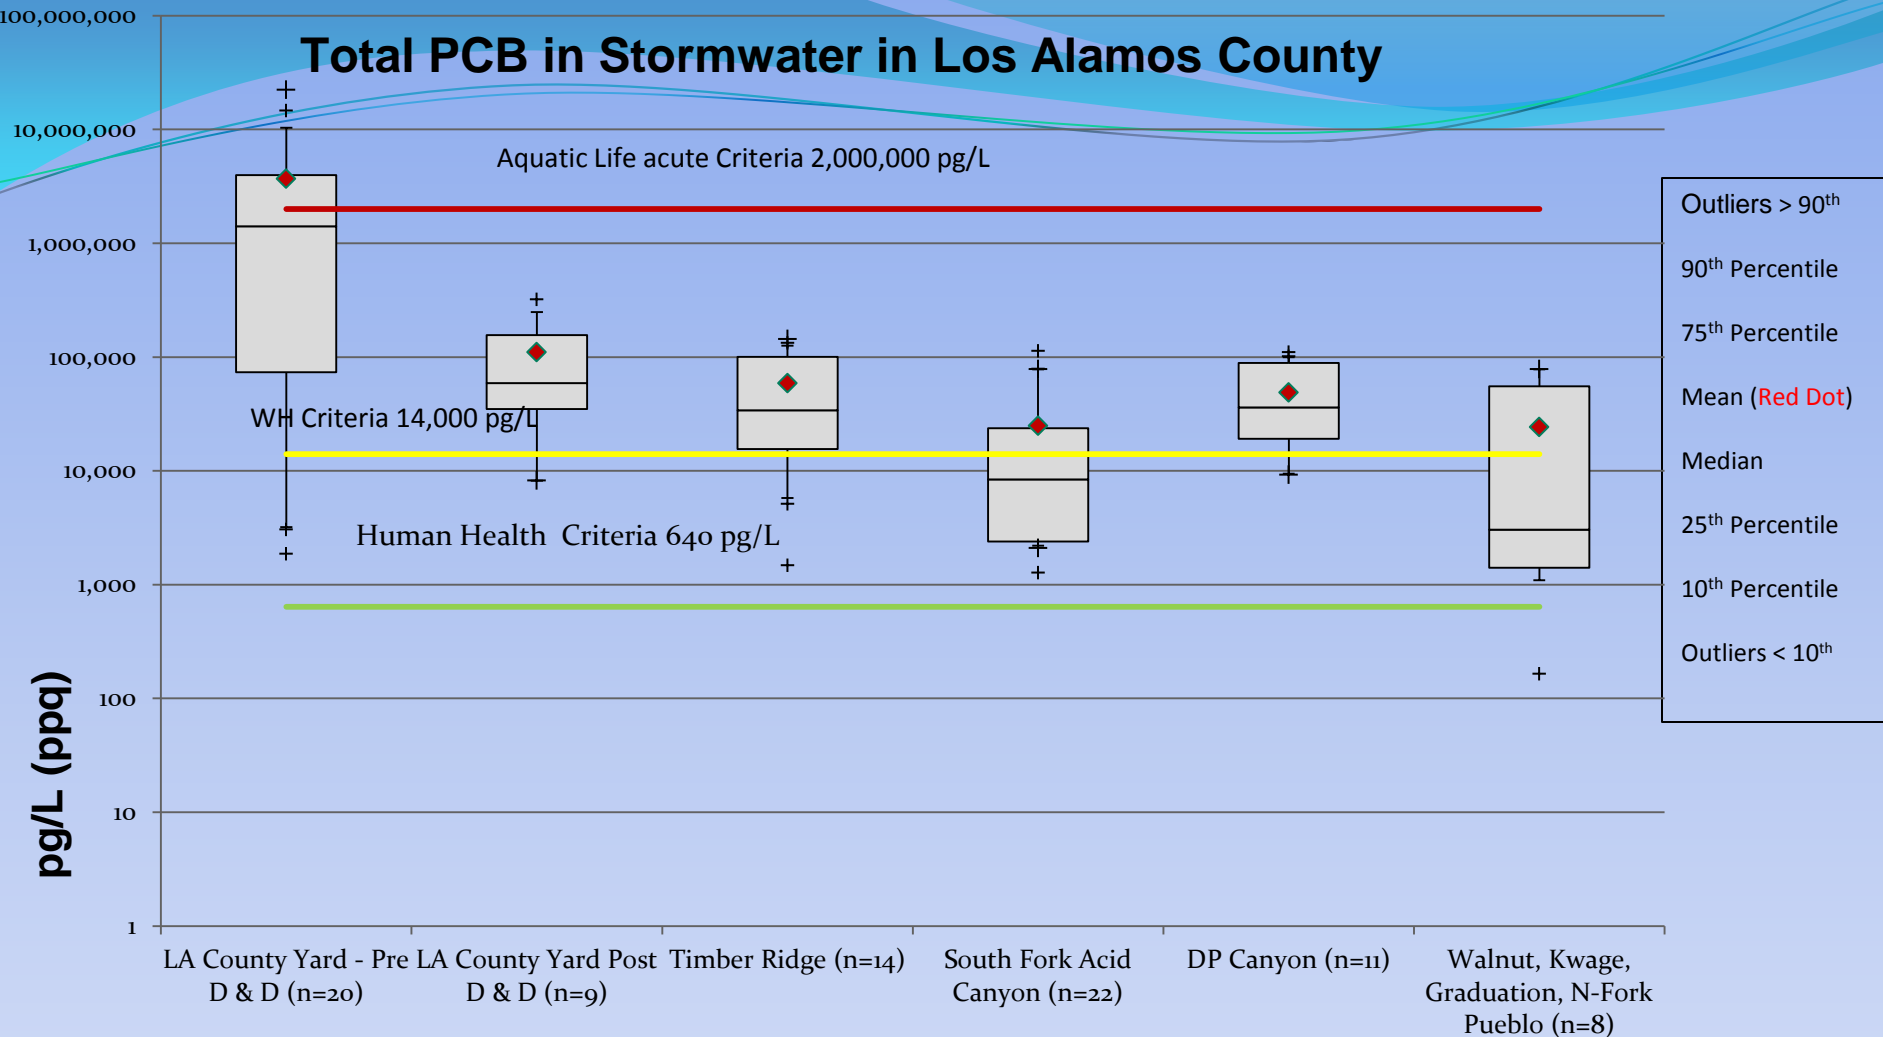 Total PCB in Stormwater in Los Alamos County
100,000,000
10,000,000
1,000,000
100,000
10,000
1,000
100
10
1
pg/L (ppq)
Aquatic Life acute Criteria 2,000,000 pg/L
WH Criteria 14,000 pg/L
Human Health Criteria 640 pg/L
Outliers > 90th
90th Percentile
75th Percentile
Mean (Red Dot)
Median
25th Percentile
10th Percentile
Outliers < 10th
LA County Yard - Pre
D & D (n=20)
LA County Yard Post
D & D (n=9)
Timber Ridge (n=14)
South Fork Acid
Canyon (n=22)
DP Canyon (n=11)
Walnut, Kwage,
Graduation, N-Fork
Pueblo (n=8)